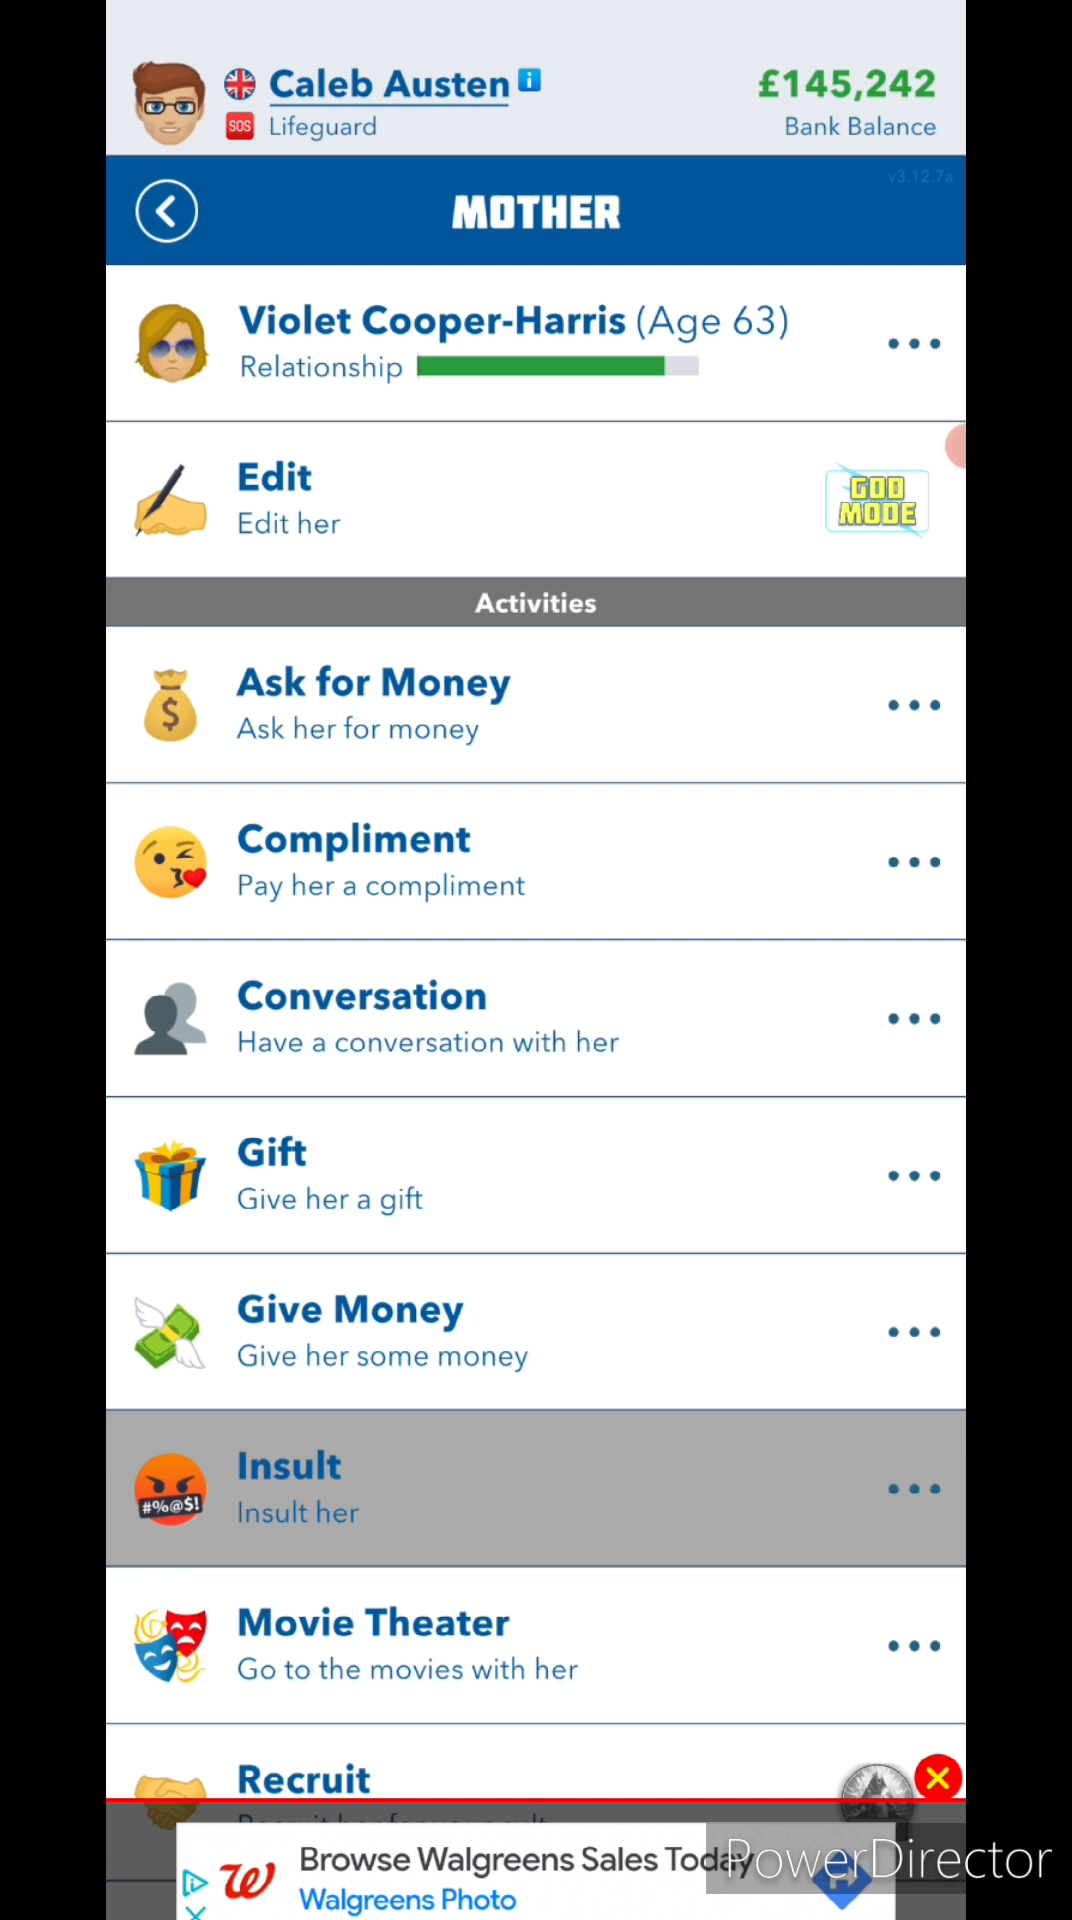 Caleb Austen
£145,242
SOS
Lifeguard
Bank Balance
v3.12.7a
MOTHER
Violet Cooper-Harris (Age 63)
Relationship
Edit
Edit her
GOD
MODE
Activities
Ask for Money
Ask her for money
Compliment
Pay her a compliment
Conversation
Have a conversation with her
Gift
Give her a gift
Give Money
Give her some money
#%@$!
Insult
Insult her
Movie Theater
Go to the movies with her
Recruit
Browse Walgreens Sales Today
PowerDirector
Walgreens Photo